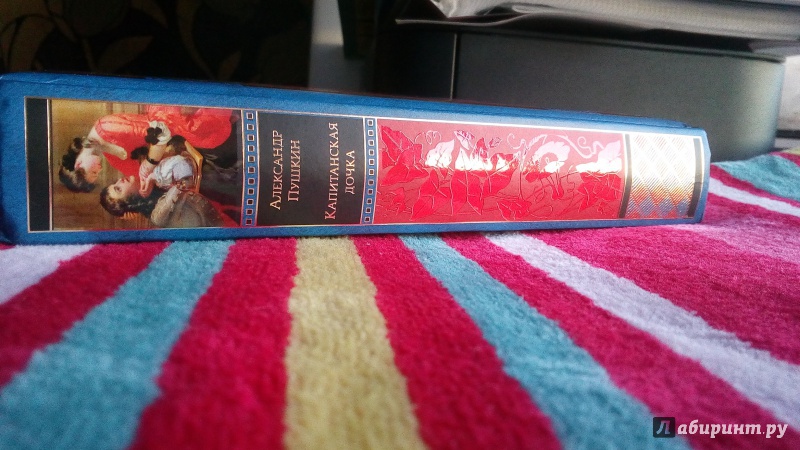 Александр
Пушкин
Капитанская
дочка
Лабиринт.ру